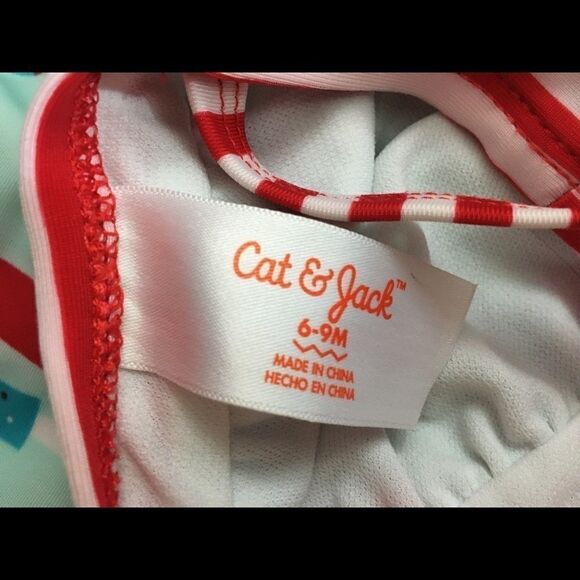 Cat & Jack™
6-9M
MADE IN CHINA
HECHO EN CHINA